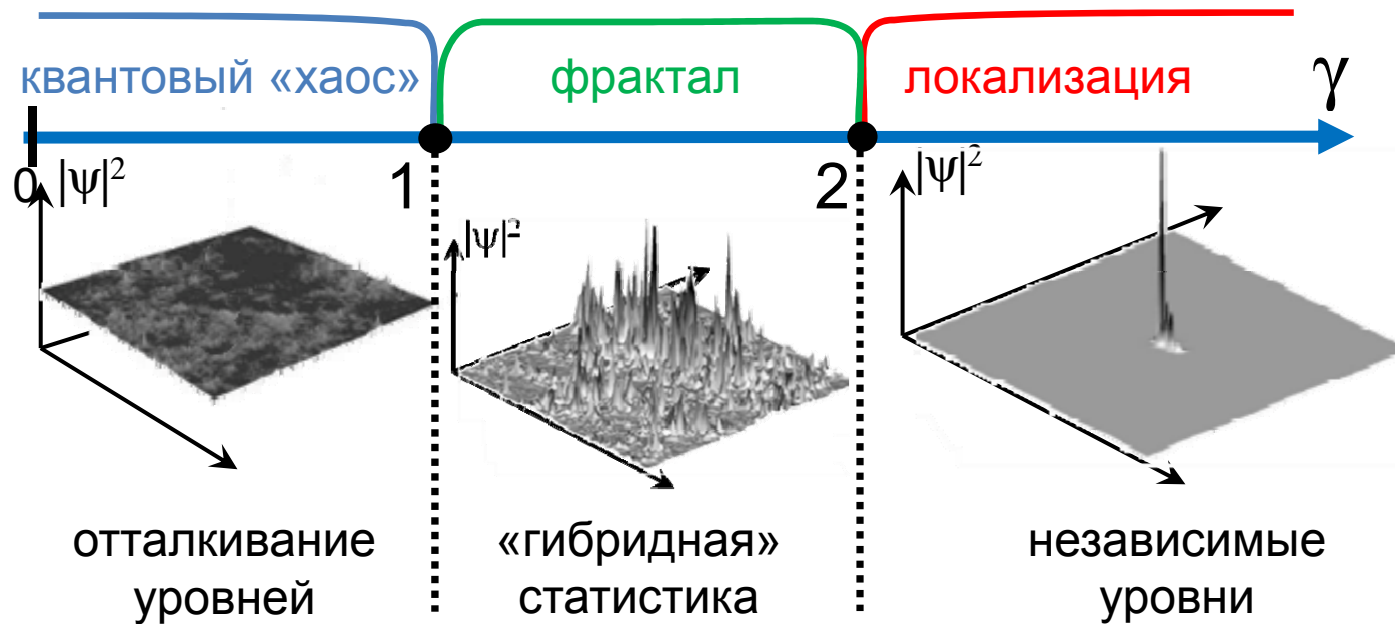 квантовый «хаос»
фрактал
локализация
γ
0
1
2
|ψ|²
|ψ|²
|ψ|²
отталкивание
уровней
«гибридная»
статистика
независимые
уровни